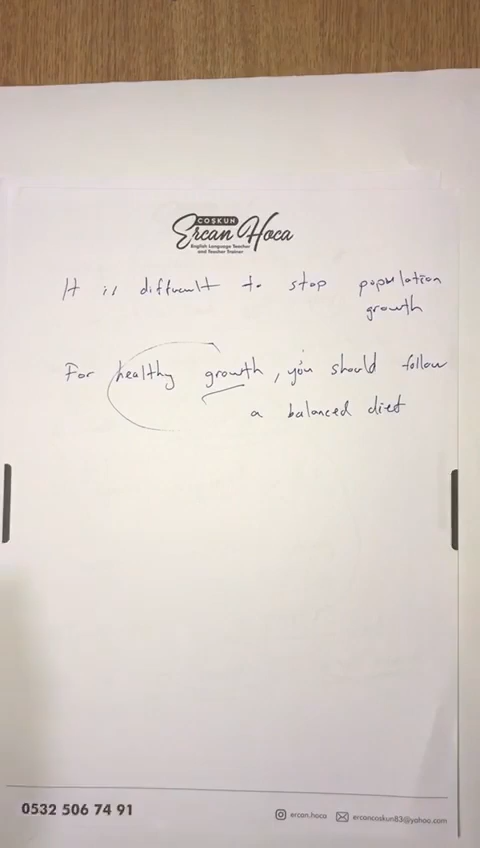 COŞKUN
Ercan Hoca
English Language Teacher
and Teacher Trainer
It is difficult to stop population
growth
For healthy growth, you should follow
a balanced diet
0532 506 74 91
ercan.hoca
ercancoskun83@yahoo.com